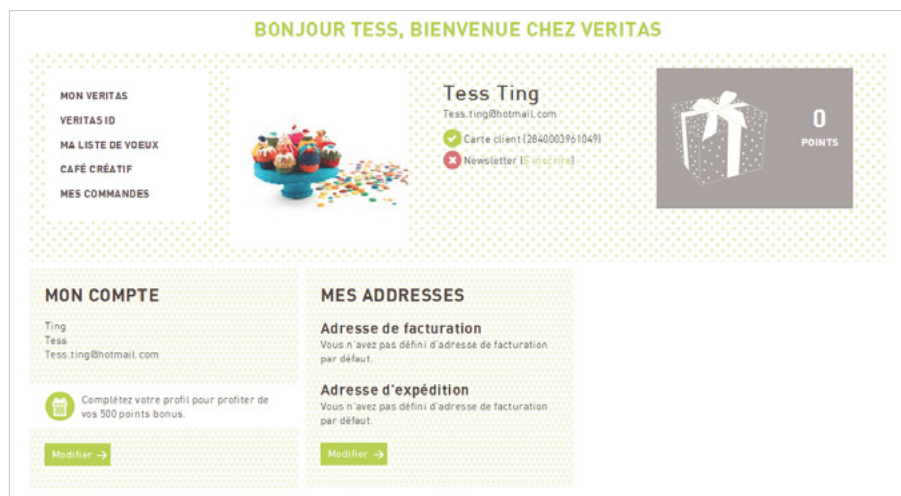 BONJOUR TESS, BIENVENUE CHEZ VERITAS
MON VERITAS
VERITAS ID
MA LISTE DE VOEUX
CAFÉ CRÉATIF
MES COMMANDES
Tess Ting
Tess.ting@hotmail.com
Carte client (2840003961049)
Newsletter (S'inscrire)
0
POINTS
MON COMPTE
Ting
Tess
Tess.ting@hotmail.com
Complétez votre profil pour profiter de
vos 500 points bonus.
Modifier →
MES ADDRESSES
Adresse de facturation
Vous n'avez pas défini d'adresse de facturation
par défaut.
Adresse d'expédition
Vous n'avez pas défini d'adresse de facturation
par défaut.
Modifier →